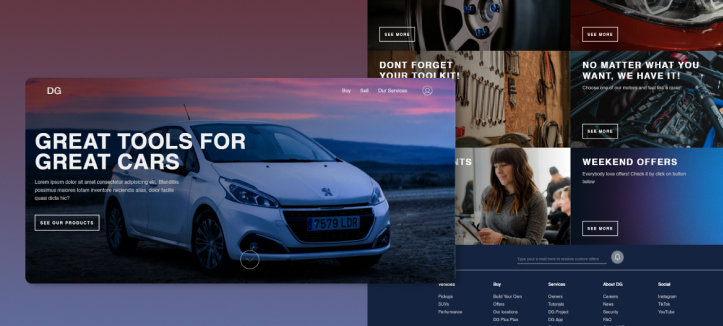 DG
Buy Sell Our Services
GREAT TOOLS FOR
GREAT CARS
Lorem ipsum dolor sit amet consectetur adipisicing elit. Blanditiis
possimus maiores totam inventore reiciendis alias, dolor facilis
quasi dicta hic?
SEE OUR PRODUCTS
7579 LDR
SEE MORE
SEE MORE
DONT FORGET
YOUR TOOLKIT!
NO MATTER WHAT YOU
WANT, WE HAVE IT!
Choose one of our motors and feel like a racer!
SEE MORE
NTS
WEEKEND OFFERS
Everybody love offers! Check it by click on button
below
SEE MORE
Type your e-mail here to receive custom offers
Vehicles
Pickups
SUVs
Performance
Buy
Build Your Own
Offers
Our locations
DG Plus Plan
Services
Owners
Tutorials
DG Project
DG App
About DG
Careers
News
Security
FAQ
Social
Instagram
TikTok
YouTube